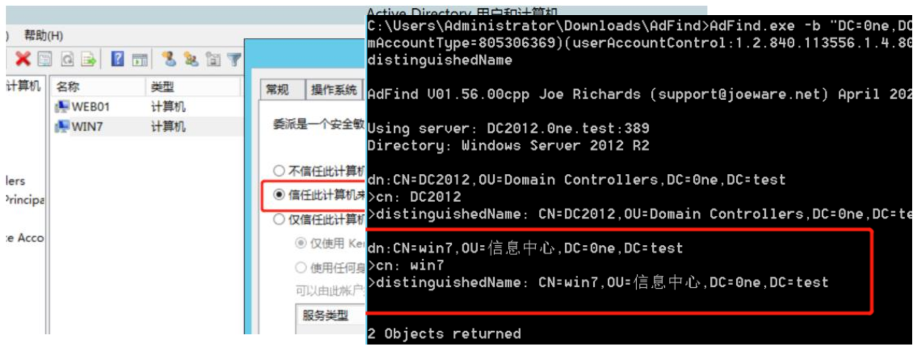 Active Directory 用户和计算机
) 帮助(H)
计算机
名称 类型
WEB01 计算机
WIN7 计算机
lers
Principa
te Acco
常规 操作系统
委派是一个安全敏
不信任此计算机
信任此计算机来
仅信任此计算机
仅使用 Ker
使用任何身
可以由此帐户
服务类型
C:\Users\Administrator\Downloads\AdFind>AdFind.exe -b "DC=0ne,DC
mAccountType=805306369)(userAccountControl:1.2.840.113556.1.4.80
distinguishedName
AdFind V01.56.00cpp Joe Richards (support@joeware.net) April 202
Using server: DC2012.0ne.test:389
Directory: Windows Server 2012 R2
dn:CN=DC2012,OU=Domain Controllers,DC=0ne,DC=test
>cn: DC2012
>distinguishedName: CN=DC2012,OU=Domain Controllers,DC=0ne,DC=te
dn:CN=win7,OU=信息中心,DC=0ne,DC=test
>cn: win7
>distinguishedName: CN=win7,OU=信息中心,DC=0ne,DC=test
2 Objects returned